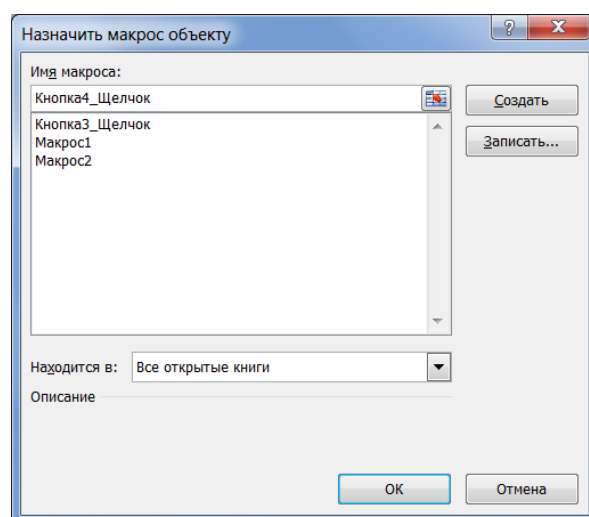 Назначить макрос объекту
Имя макроса:
Кнопка4_Щелчок
Создать
Кнопка3_Щелчок
Макрос1
Макрос2
Записать...
Находится в: Все открытые книги
Описание
ОК Отмена